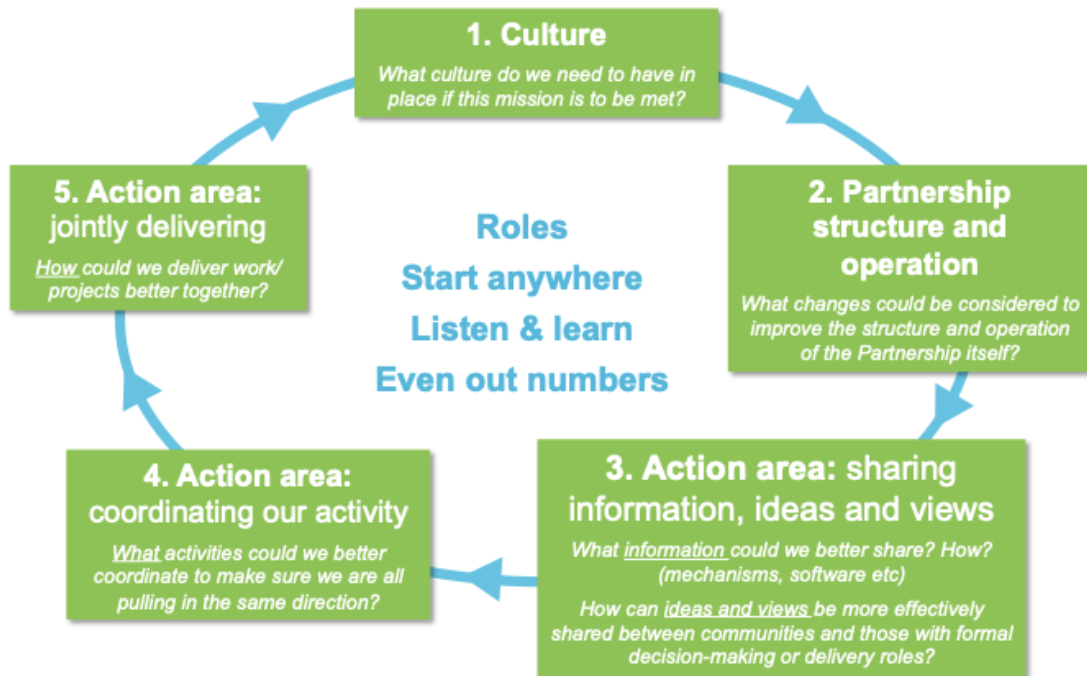 1. Culture
What culture do we need to have in
place if this mission is to be met?
2. Partnership
structure and
operation
What changes could be considered to
improve the structure and operation
of the Partnership itself?
3. Action area: sharing
information, ideas and views
What information could we better share? How?
(mechanisms, software etc)
How can ideas and views be more effectively
shared between communities and those with formal
decision-making or delivery roles?
4. Action area:
coordinating our activity
What activities could we better
coordinate to make sure we are all
pulling in the same direction?
5. Action area:
jointly delivering
How could we deliver work/
projects better together?
Roles
Start anywhere
Listen & learn
Even out numbers